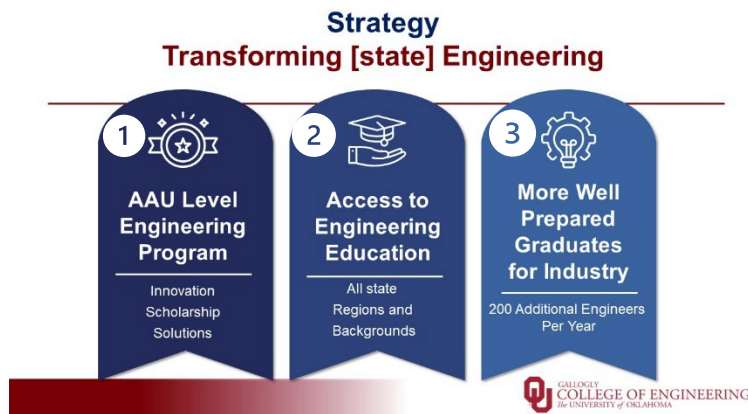 Strategy
Transforming [state] Engineering
1
AAU Level
Engineering
Program
Innovation
Scholarship
Solutions
2
Access to
Engineering
Education
All state
Regions and
Backgrounds
3
More Well
Prepared
Graduates
for Industry
200 Additional Engineers
Per Year
GALLOGLY
COLLEGE OF ENGINEERING
The UNIVERSITY of OKLAHOMA